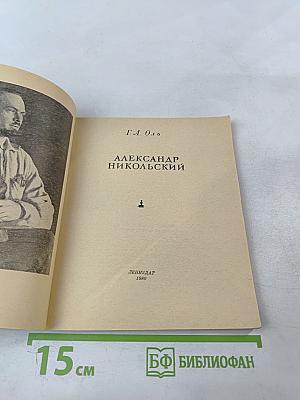 Г. А. Оль
АЛЕКСАНДР
НИКОЛЬСКИЙ
ЛЕНИЗДАТ
1980
15 см
БФ БИБЛИОФАН